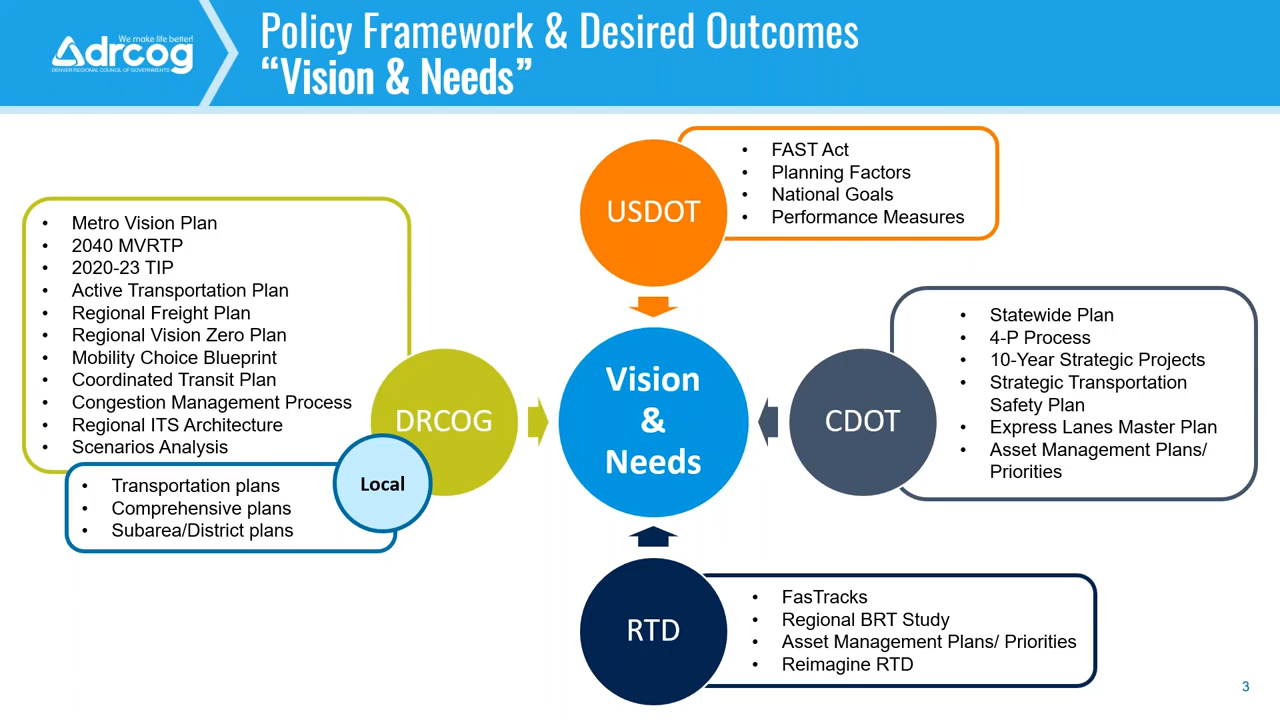 We make life better!
drcog
DENVER REGIONAL COUNCIL OF GOVERNMENTS
Policy Framework & Desired Outcomes
“Vision & Needs”
USDOT
• FAST Act
• Planning Factors
• National Goals
• Performance Measures
• Metro Vision Plan
• 2040 MVRTP
• 2020-23 TIP
• Active Transportation Plan
• Regional Freight Plan
• Regional Vision Zero Plan
• Mobility Choice Blueprint
• Coordinated Transit Plan
• Congestion Management Process
• Regional ITS Architecture
• Scenarios Analysis
DRCOG
Local
• Transportation plans
• Comprehensive plans
• Subarea/District plans
Vision
&
Needs
CDOT
• Statewide Plan
• 4-P Process
• 10-Year Strategic Projects
• Strategic Transportation
Safety Plan
• Express Lanes Master Plan
• Asset Management Plans/
Priorities
RTD
• FasTracks
• Regional BRT Study
• Asset Management Plans/ Priorities
• Reimagine RTD
3